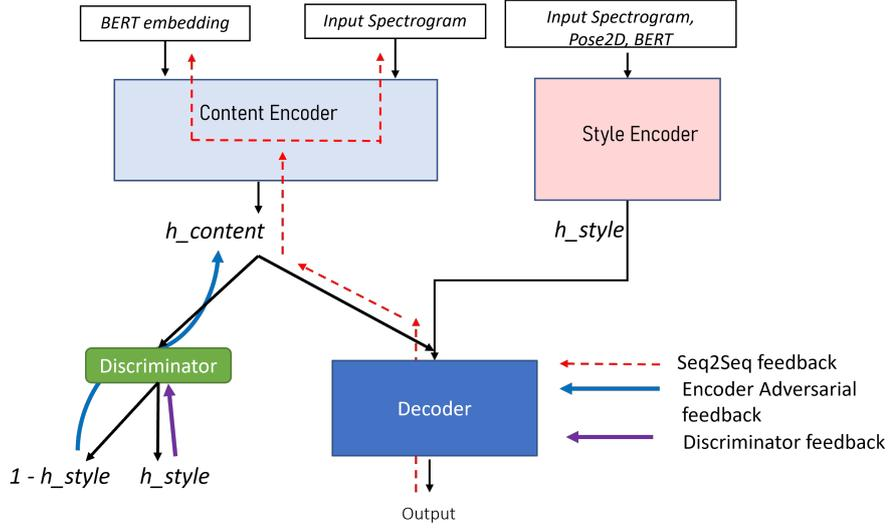 BERT embedding
Input Spectrogram
Input Spectrogram,
Pose2D, BERT
Content Encoder
Style Encoder
h_content
h_style
Discriminator
Decoder
Seq2Seq feedback
Encoder Adversarial
feedback
Discriminator feedback
1 - h_style
h_style
Output